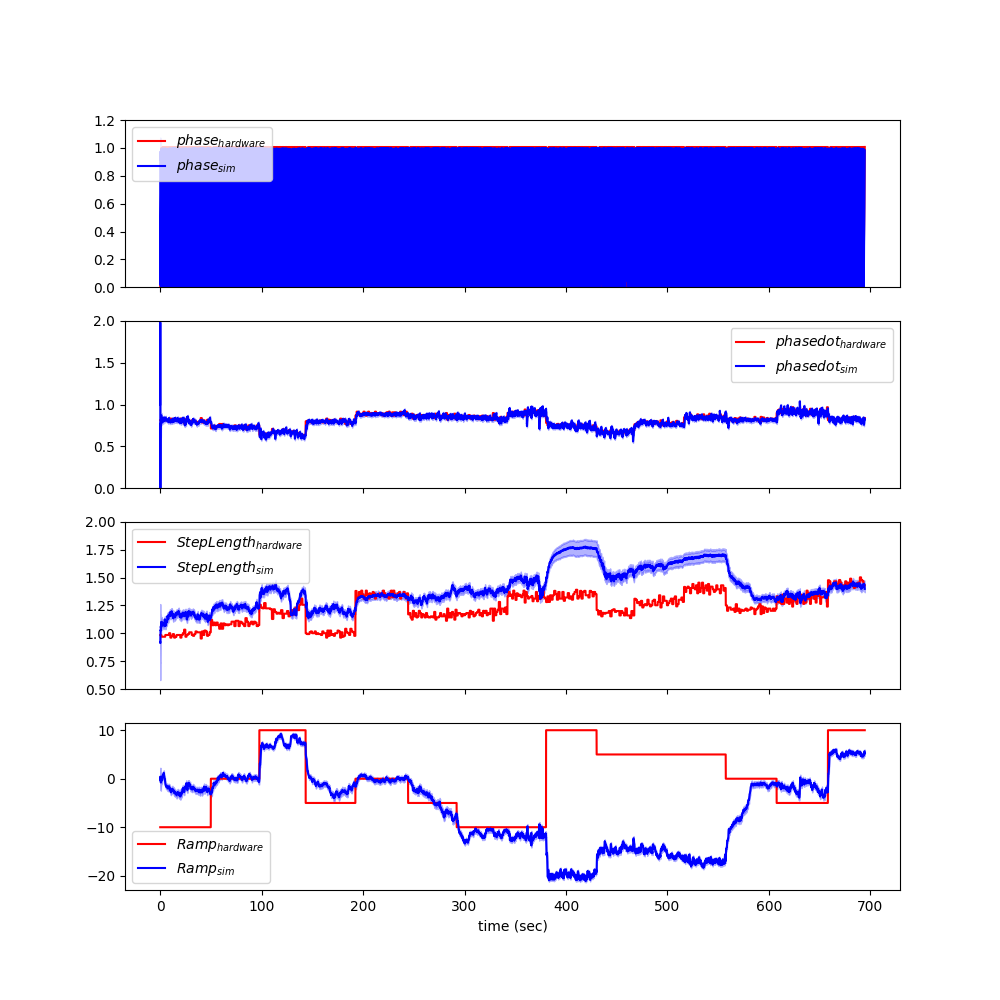 1.2
1.0
0.8
0.6
0.4
0.2
0.0
phase_hardware
phase_sim
2.0
1.5
1.0
0.5
0.0
phasedot_hardware
phasedot_sim
2.00
1.75
1.50
1.25
1.00
0.75
0.50
StepLength_hardware
StepLength_sim
10
0
−10
−20
Ramp_hardware
Ramp_sim
0 100 200 300 400 500 600 700
time (sec)